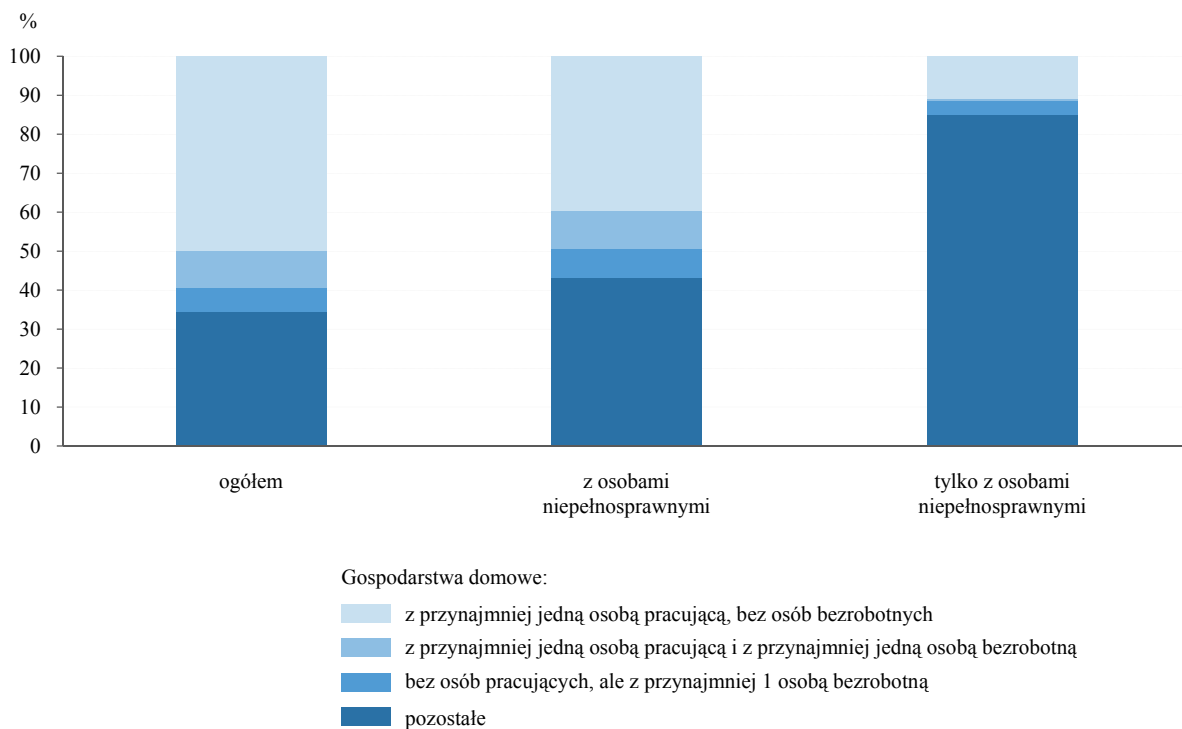 %
100
90
80
70
60
50
40
30
20
10
0
ogółem
z osobami
niepełnosprawnymi
tylko z osobami
niepełnosprawnymi
Gospodarstwa domowe:
z przynajmniej jedną osobą pracującą, bez osób bezrobotnych
z przynajmniej jedną osobą pracującą i z przynajmniej jedną osobą bezrobotną
bez osób pracujących, ale z przynajmniej 1 osobą bezrobotną
pozostałe